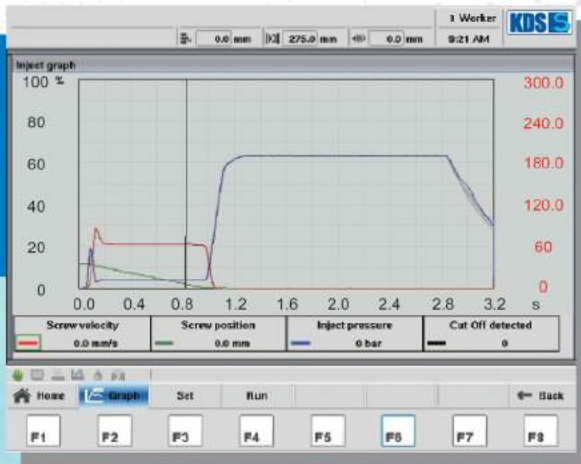 1 Worker
KDS
0.0 mm 275.0 mm 0.0 mm 9:21 AM
Inject graph
100 % 300.0
80 240.0
60 180.0
40 120.0
20 60
0 0
0.0 0.4 0.8 1.2 1.6 2.0 2.4 2.8 3.2 s
Screw velocity Screw position Inject pressure Cut Off detected
0.0 mm/s 0.0 mm 0 bar 0
Home Graph Set Run Back
F1 F2 F3 F4 F5 F6 F7 F8